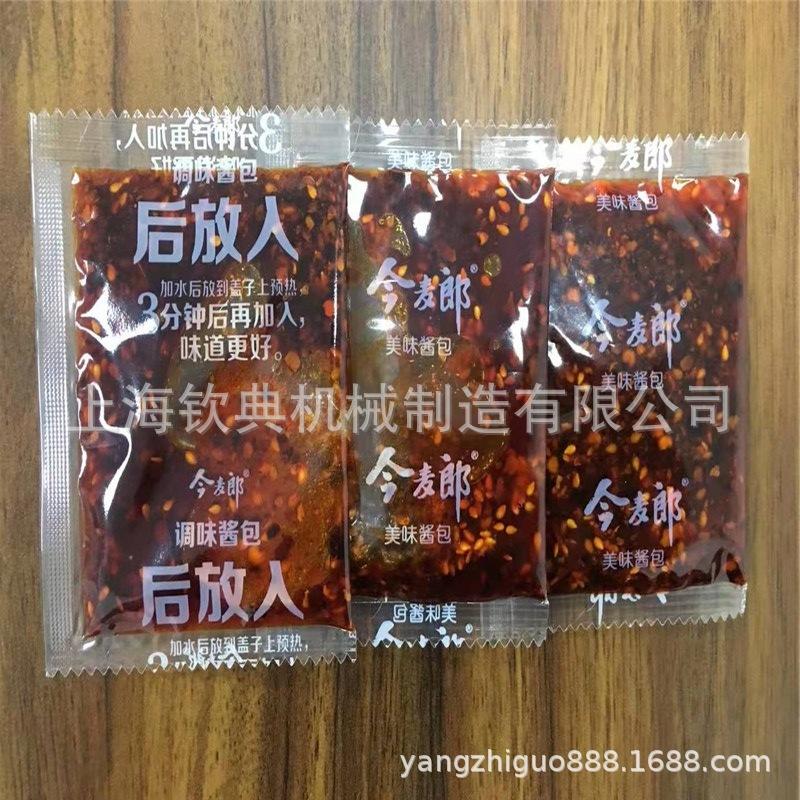 3分钟后再加入,
调味酱包
后放入
加水后放到盖子上预热,
3分钟后再加入,
味道更好。
今麦郎
调味酱包
后放入
加水后放到盖子上预热,
美味酱包
今麦郎®
美味酱包
今麦郎®
美味酱包
美味酱包
今麦郎
美味酱包
今麦郎®
美味酱包
今麦郎®
美味酱包
上海钦典机械制造有限公司
yangzhiguo888.1688.com